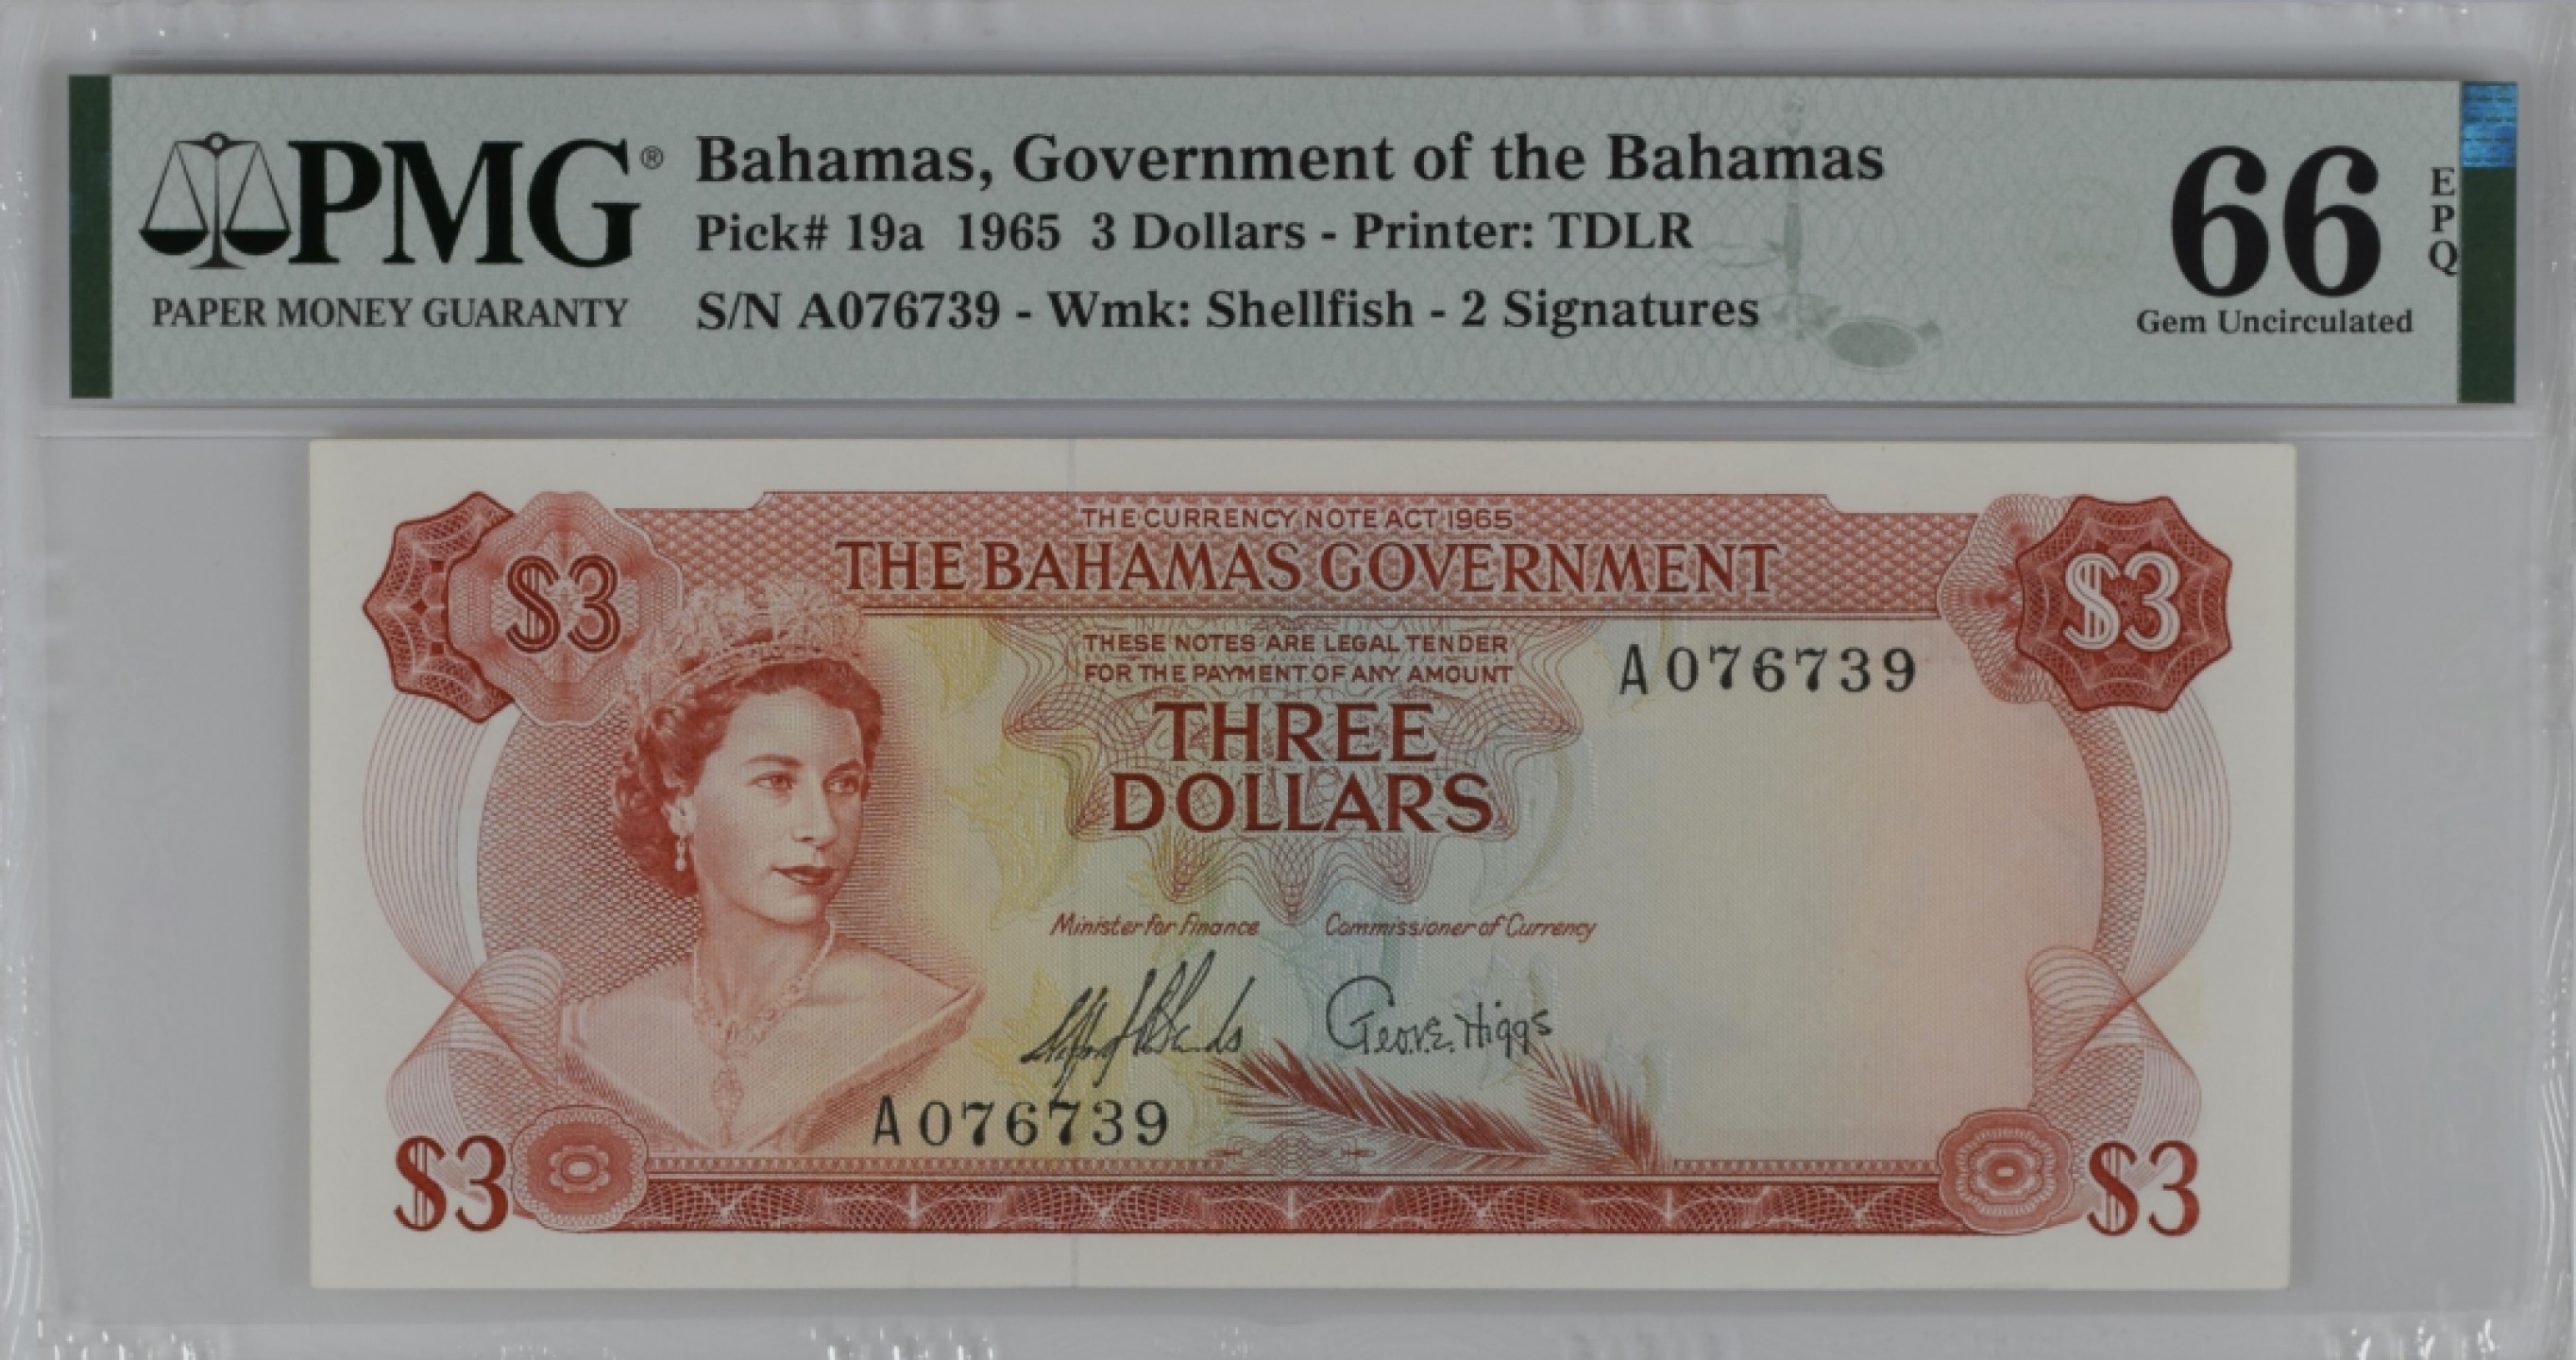 PMG®
PAPER MONEY GUARANTY
Bahamas, Government of the Bahamas
Pick# 19a 1965 3 Dollars - Printer: TDLR
S/N A076739 - Wmk: Shellfish - 2 Signatures
66
EPQ
Gem Uncirculated
THE CURRENCY NOTE ACT 1965
THE BAHAMAS GOVERNMENT
$3
$3
THESE NOTES ARE LEGAL TENDER
FOR THE PAYMENT OF ANY AMOUNT
A076739
THREE
DOLLARS
Minister for Finance
Commissioner of Currency
Geo.E. Higgs
A076739
$3
$3